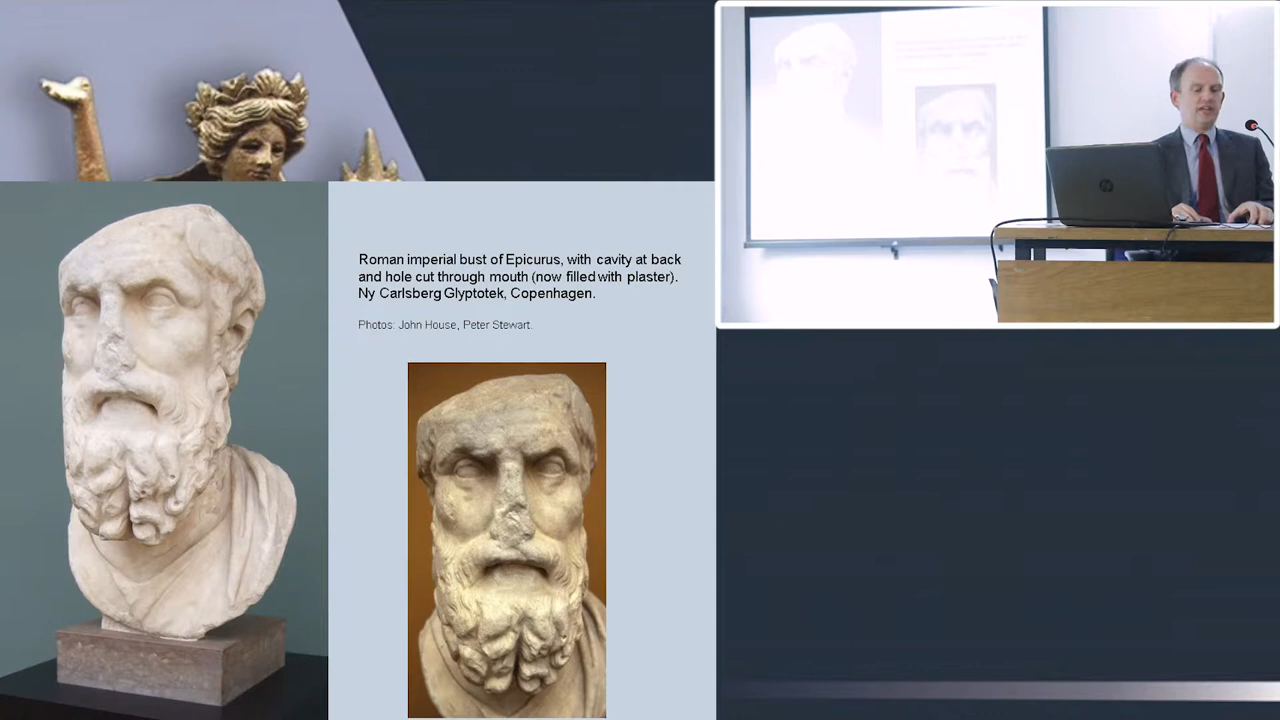 Roman imperial bust of Epicurus, with cavity at back
and hole cut through mouth (now filled with plaster).
Ny Carlsberg Glyptotek, Copenhagen.
Photos: John House, Peter Stewart.